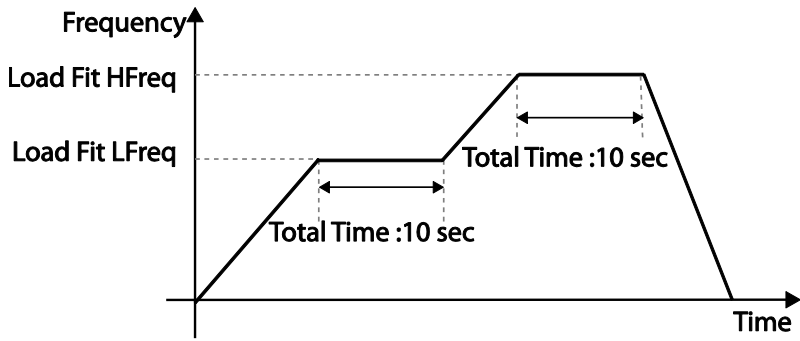 Frequency
Load Fit HFreq
Load Fit LFreq
Total Time :10 sec
Total Time :10 sec
Time